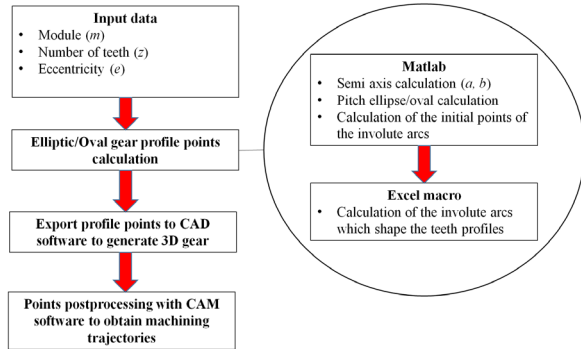 Input data
• Module (m)
• Number of teeth (z)
• Eccentricity (e)
Elliptic/Oval gear profile points
calculation
Export profile points to CAD
software to generate 3D gear
Points postprocessing with CAM
software to obtain machining
trajectories
Matlab
• Semi axis calculation (a, b)
• Pitch ellipse/oval calculation
• Calculation of the initial points of
the involute arcs
Excel macro
• Calculation of the involute arcs
which shape the teeth profiles